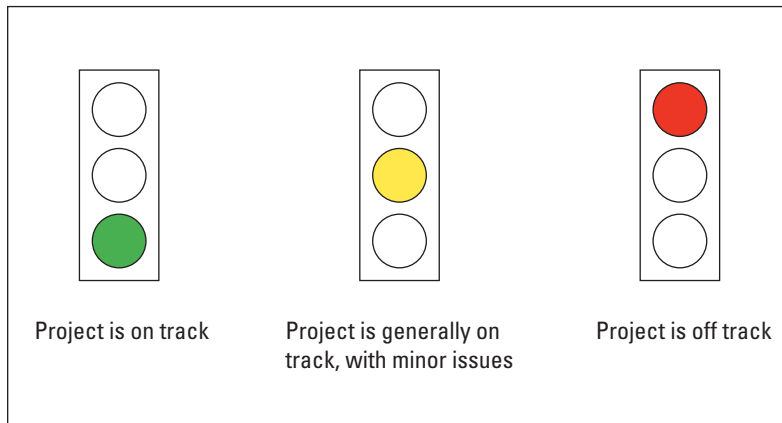 Project is on track
Project is generally on
track, with minor issues
Project is off track